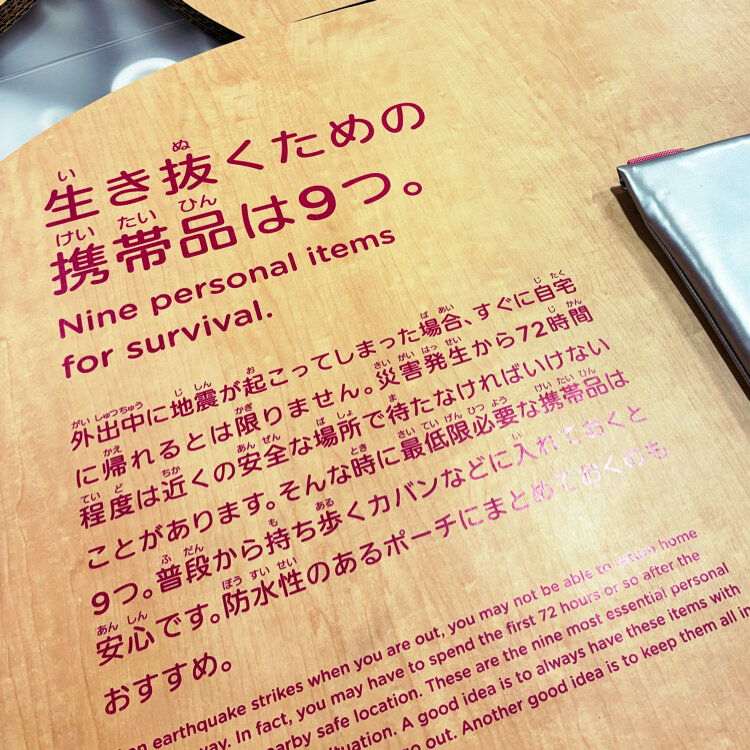 生き抜くための
携帯品は9つ。
Nine personal items
for survival.
外出中に地震が起こってしまった場合、すぐに自宅
に帰れるとは限りません。災害発生から72時間
程度は近くの安全な場所で待たなければいけない
ことがあります。そんな時に最低限必要な携帯品は
9つ。普段から持ち歩くカバンなどに入れておくと
安心です。防水性のあるポーチにまとめておくのも
おすすめ。
an earthquake strikes when you are out, you may not be able to return home
way. In fact, you may have to spend the first 72 hours or so after the
nearby safe location. These are the nine most essential personal
situation. A good idea is to always have these items with
go out. Another good idea is to keep them all in